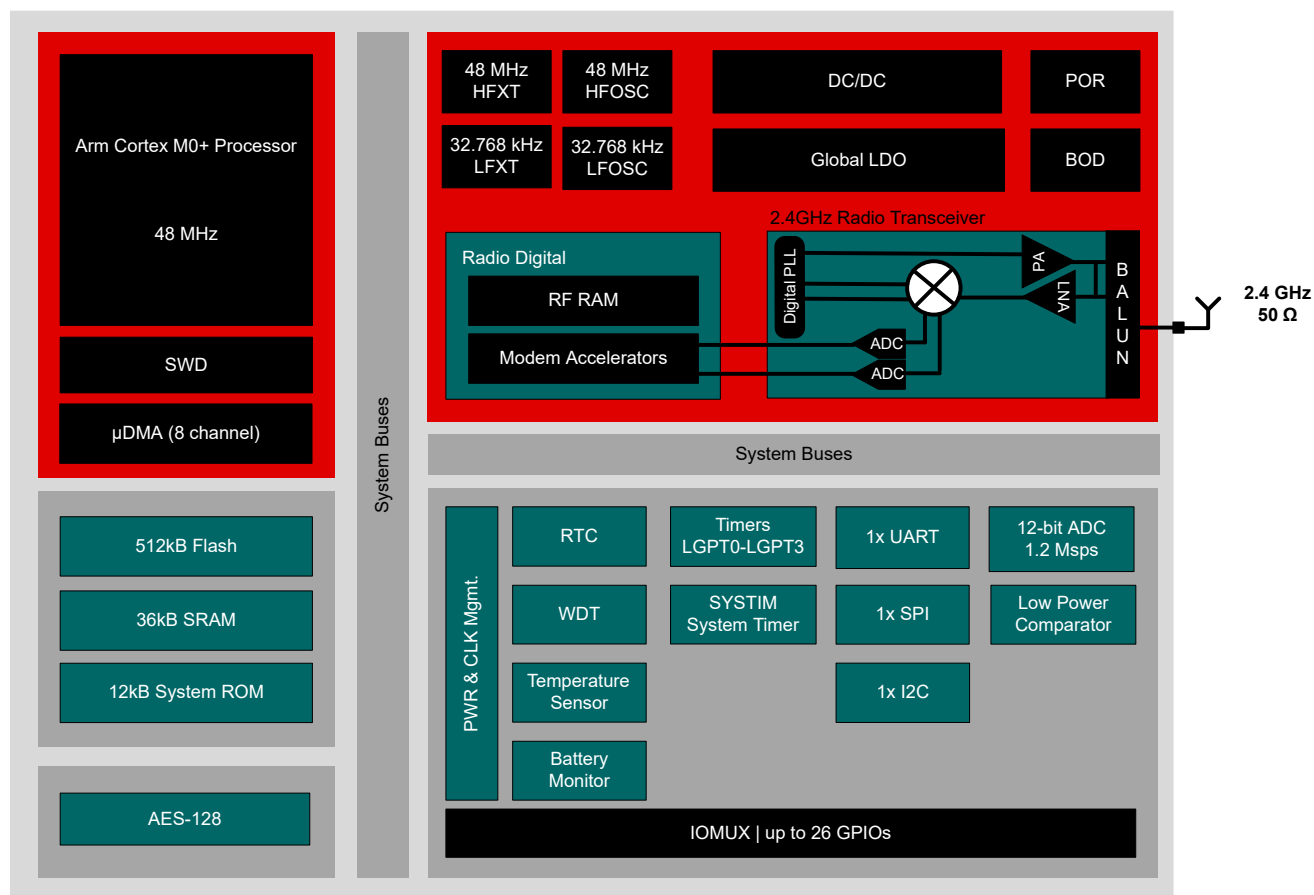 Arm Cortex M0+ Processor
48 MHz
SWD
µDMA (8 channel)
512kB Flash
36kB SRAM
12kB System ROM
AES-128
System Buses
48 MHz
HFXT
48 MHz
HFOSC
DC/DC
POR
32.768 kHz
LFXT
32.768 kHz
LFOSC
Global LDO
BOD
2.4GHz Radio Transceiver
Radio Digital
RF RAM
Modem Accelerators
Digital PLL
PA
LNA
ADC
ADC
BALUN
2.4 GHz
50 Ω
System Buses
PWR & CLK Mgmt.
RTC
Timers
LGPT0-LGPT3
1x UART
12-bit ADC
1.2 Msps
WDT
SYSTIM
System Timer
1x SPI
Low Power
Comparator
Temperature
Sensor
1x I2C
Battery
Monitor
IOMUX | up to 26 GPIOs